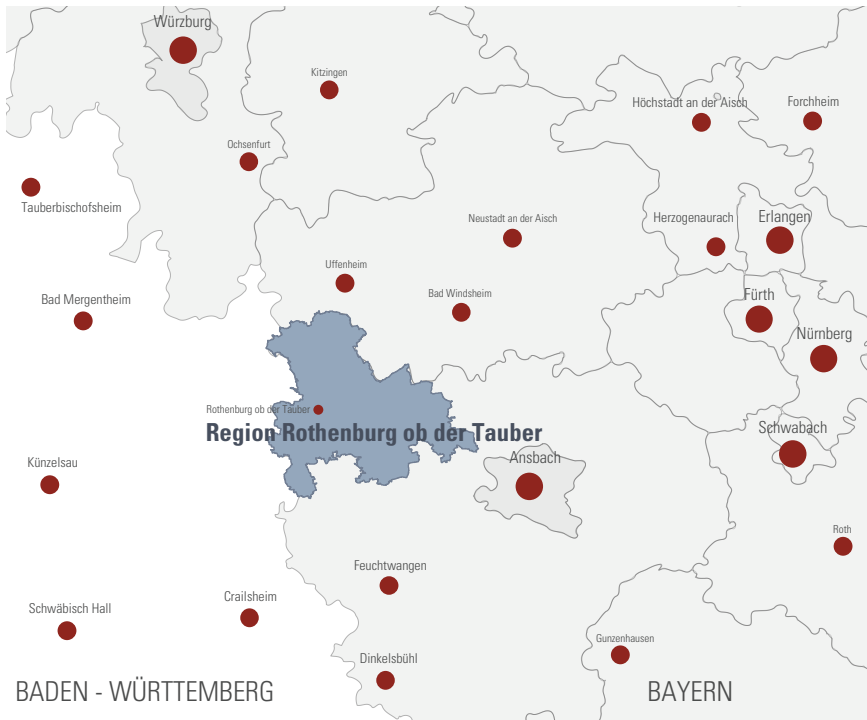 Würzburg
Kitzingen
Höchstadt an der Aisch
Forchheim
Ochsenfurt
Tauberbischofsheim
Neustadt an der Aisch
Herzogenaurach
Erlangen
Uffenheim
Bad Mergentheim
Bad Windsheim
Fürth
Nürnberg
Rothenburg ob der Tauber
Region Rothenburg ob der Tauber
Schwabach
Ansbach
Künzelsau
Roth
Feuchtwangen
Crailsheim
Schwäbisch Hall
Gunzenhausen
Dinkelsbühl
BADEN - WÜRTTEMBERG
BAYERN